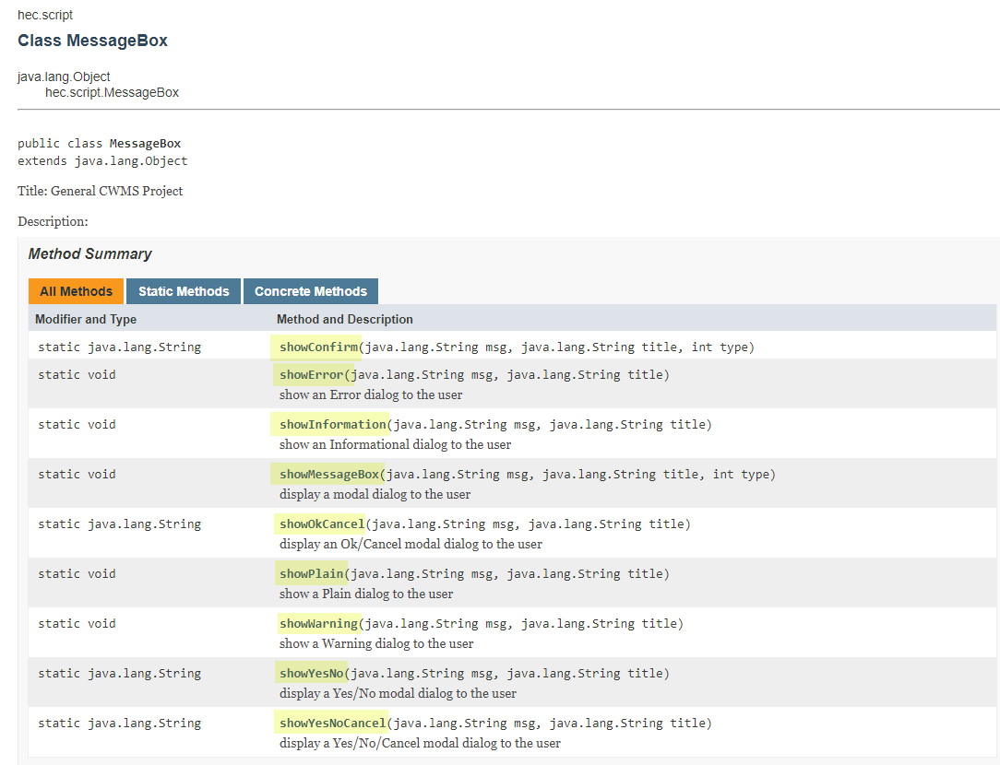 hec.script
Class MessageBox
java.lang.Object
hec.script.MessageBox
public class MessageBox
extends java.lang.Object
Title: General CWMS Project
Description:
Method Summary
All Methods Static Methods Concrete Methods
Modifier and Type Method and Description
static java.lang.String showConfirm(java.lang.String msg, java.lang.String title, int type)
static void showError(java.lang.String msg, java.lang.String title)
show an Error dialog to the user
static void showInformation(java.lang.String msg, java.lang.String title)
show an Informational dialog to the user
static void showMessageBox(java.lang.String msg, java.lang.String title, int type)
display a modal dialog to the user
static java.lang.String showOkCancel(java.lang.String msg, java.lang.String title)
display an Ok/Cancel modal dialog to the user
static void showPlain(java.lang.String msg, java.lang.String title)
show a Plain dialog to the user
static void showWarning(java.lang.String msg, java.lang.String title)
show a Warning dialog to the user
static java.lang.String showYesNo(java.lang.String msg, java.lang.String title)
display a Yes/No modal dialog to the user
static java.lang.String showYesNoCancel(java.lang.String msg, java.lang.String title)
display a Yes/No/Cancel modal dialog to the user